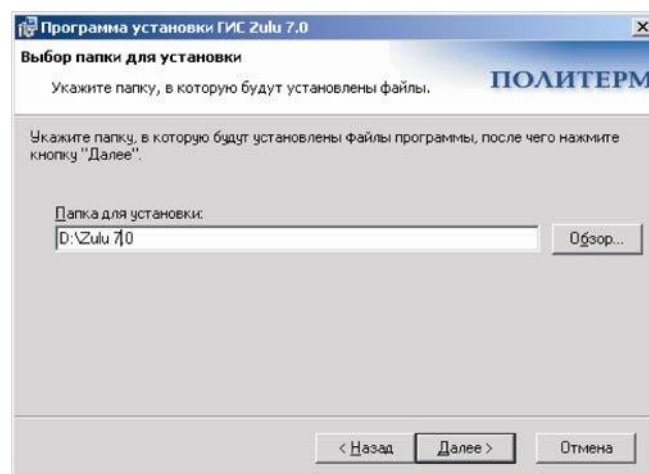 Программа установки ГИС Zulu 7.0
Выбор папки для установки
Укажите папку, в которую будут установлены файлы.
ПОЛИТЕРМ
Укажите папку, в которую будут установлены файлы программы, после чего нажмите
кнопку "Далее".
Папка для установки:
D:\Zulu 7.0
Обзор...
< Назад
Далее >
Отмена